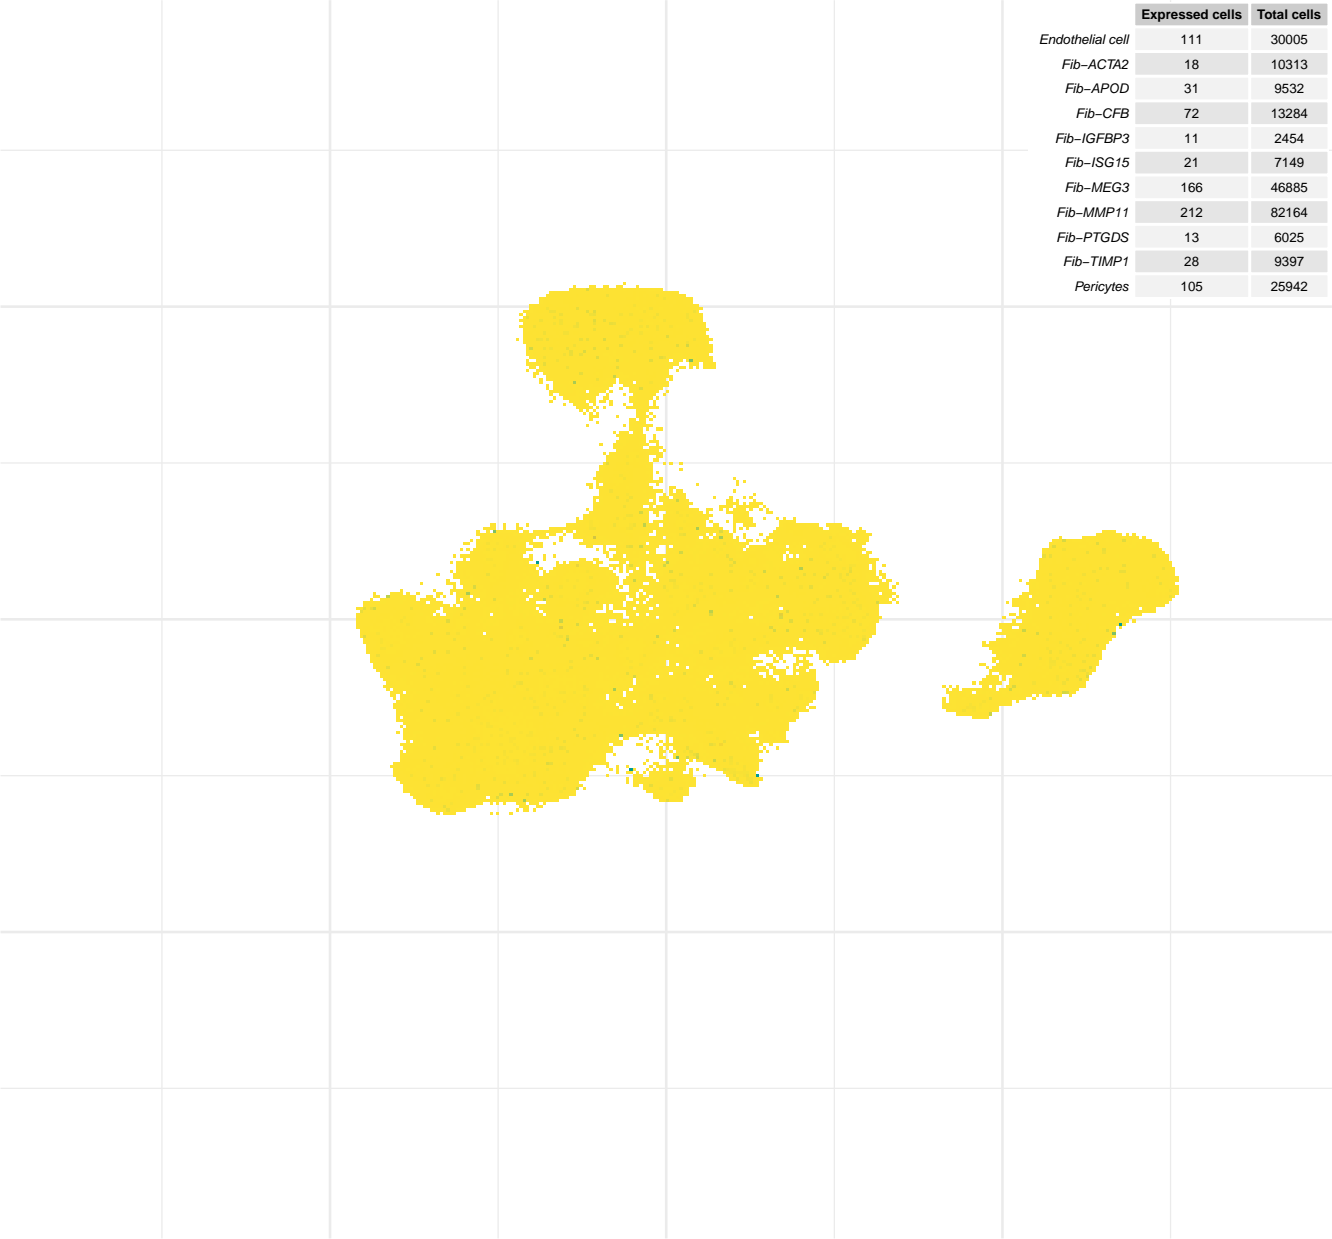 Expressed cells Total cells
Endothelial cell 111 30005
Fib−ACTA2 18 10313
Fib−APOD 31 9532
Fib−CFB 72 13284
Fib−IGFBP3 11 2454
Fib−ISG15 21 7149
Fib−MEG3 166 46885
Fib−MMP11 212 82164
Fib−PTGDS 13 6025
Fib−TIMP1 28 9397
Pericytes 105 25942